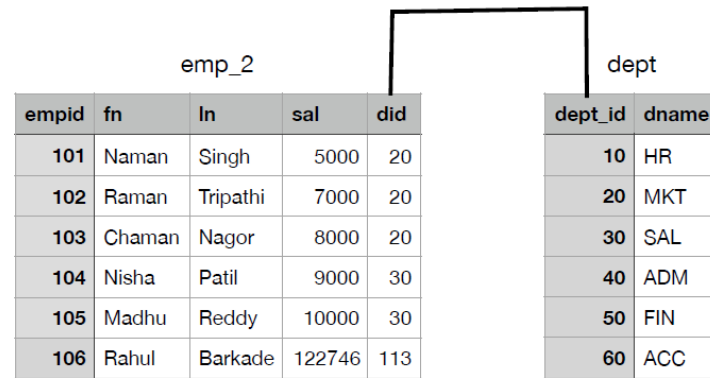 emp_2 dept
empid fn ln sal did dept_id dname
101 Naman Singh 5000 20 10 HR
102 Raman Tripathi 7000 20 20 MKT
103 Chaman Nagor 8000 20 30 SAL
104 Nisha Patil 9000 30 40 ADM
105 Madhu Reddy 10000 30 50 FIN
106 Rahul Barkade 122746 113 60 ACC